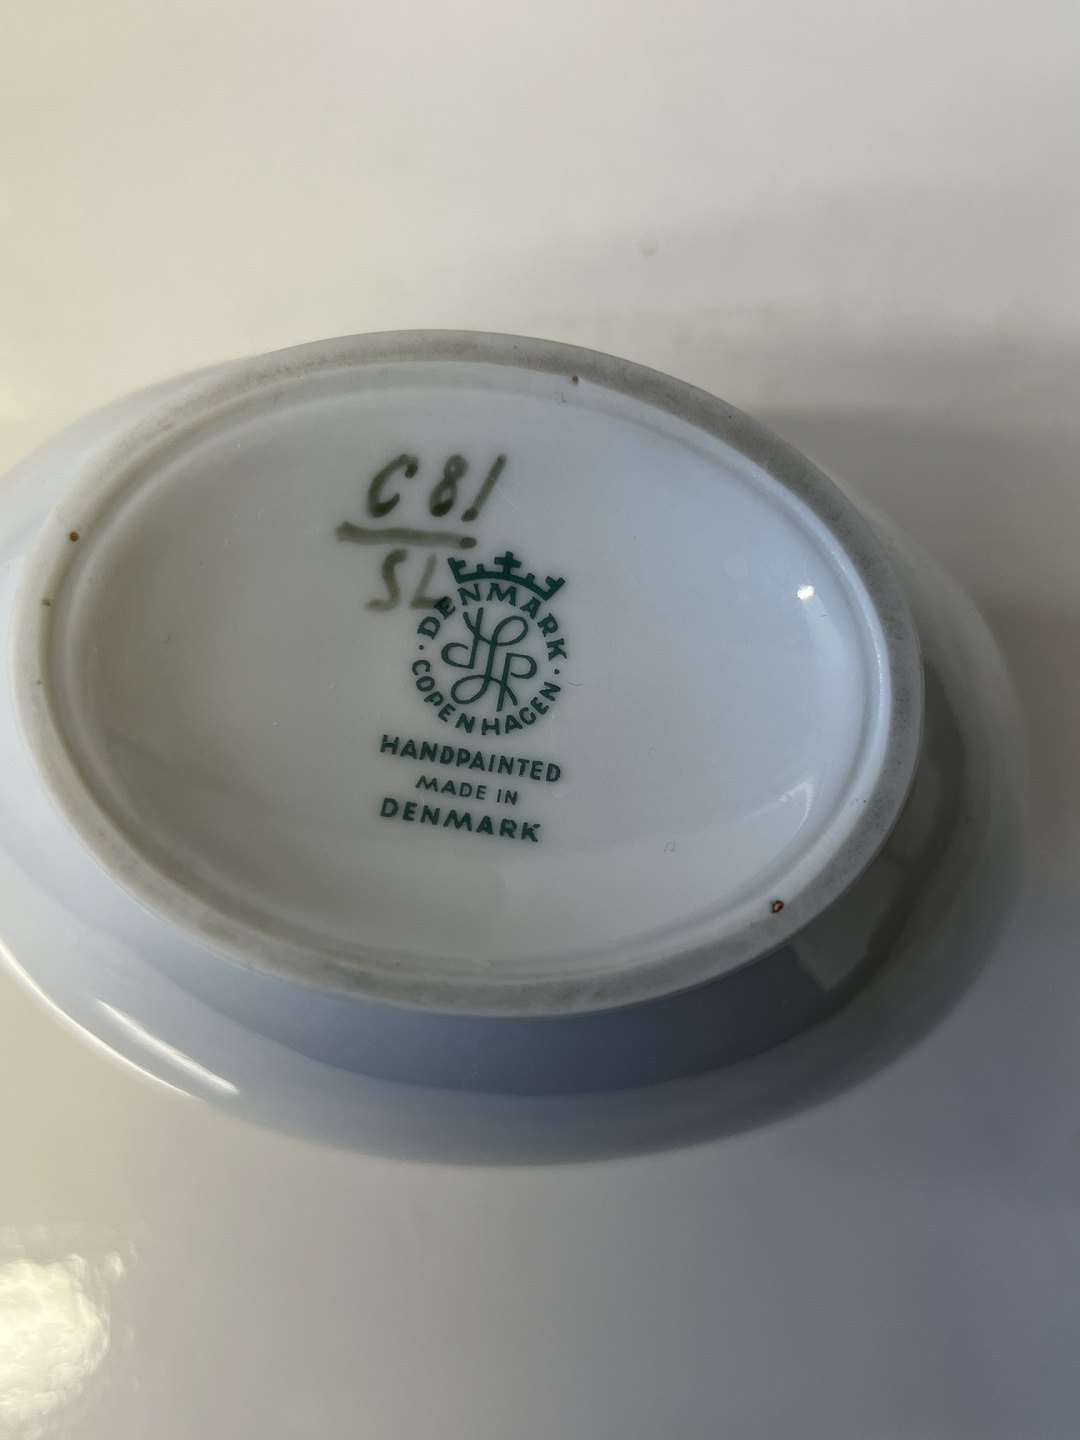 C 81
SL
DENMARK
COPENHAGEN
HANDPAINTED
MADE IN
DENMARK